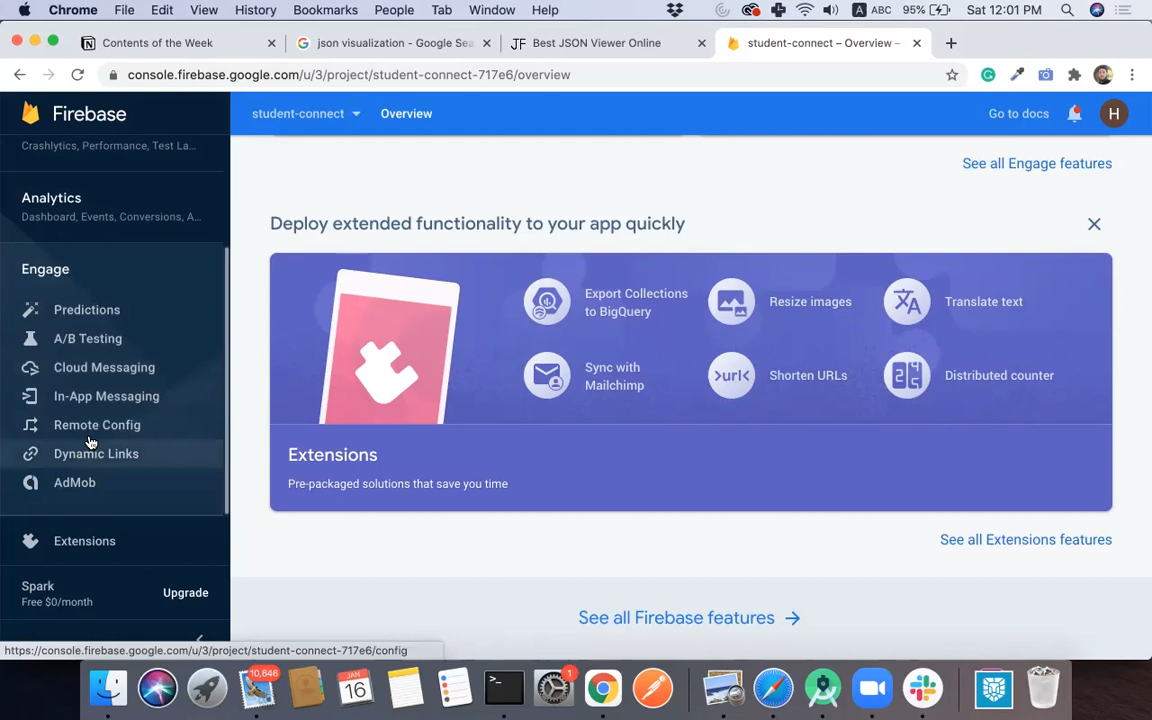 Chrome File Edit View History Bookmarks People Tab Window Help A ABC 95% Sat 12:01 PM
Contents of the Week json visualization - Google Sea JF Best JSON Viewer Online student-connect – Overview –
console.firebase.google.com/u/3/project/student-connect-717e6/overview
Firebase
student-connect Overview Go to docs H
Crashlytics, Performance, Test La...
See all Engage features
Analytics
Dashboard, Events, Conversions, A...
Deploy extended functionality to your app quickly
Engage
Predictions
A/B Testing
Cloud Messaging
In-App Messaging
Remote Config
Dynamic Links
AdMob
Export Collections
to BigQuery
Resize images
Translate text
Sync with
Mailchimp
>url< Shorten URLs
Distributed counter
Extensions
Pre-packaged solutions that save you time
Extensions
See all Extensions features
Spark
Free $0/month
Upgrade
See all Firebase features
https://console.firebase.google.com/u/3/project/student-connect-717e6/config
10,646
JAN
16
1